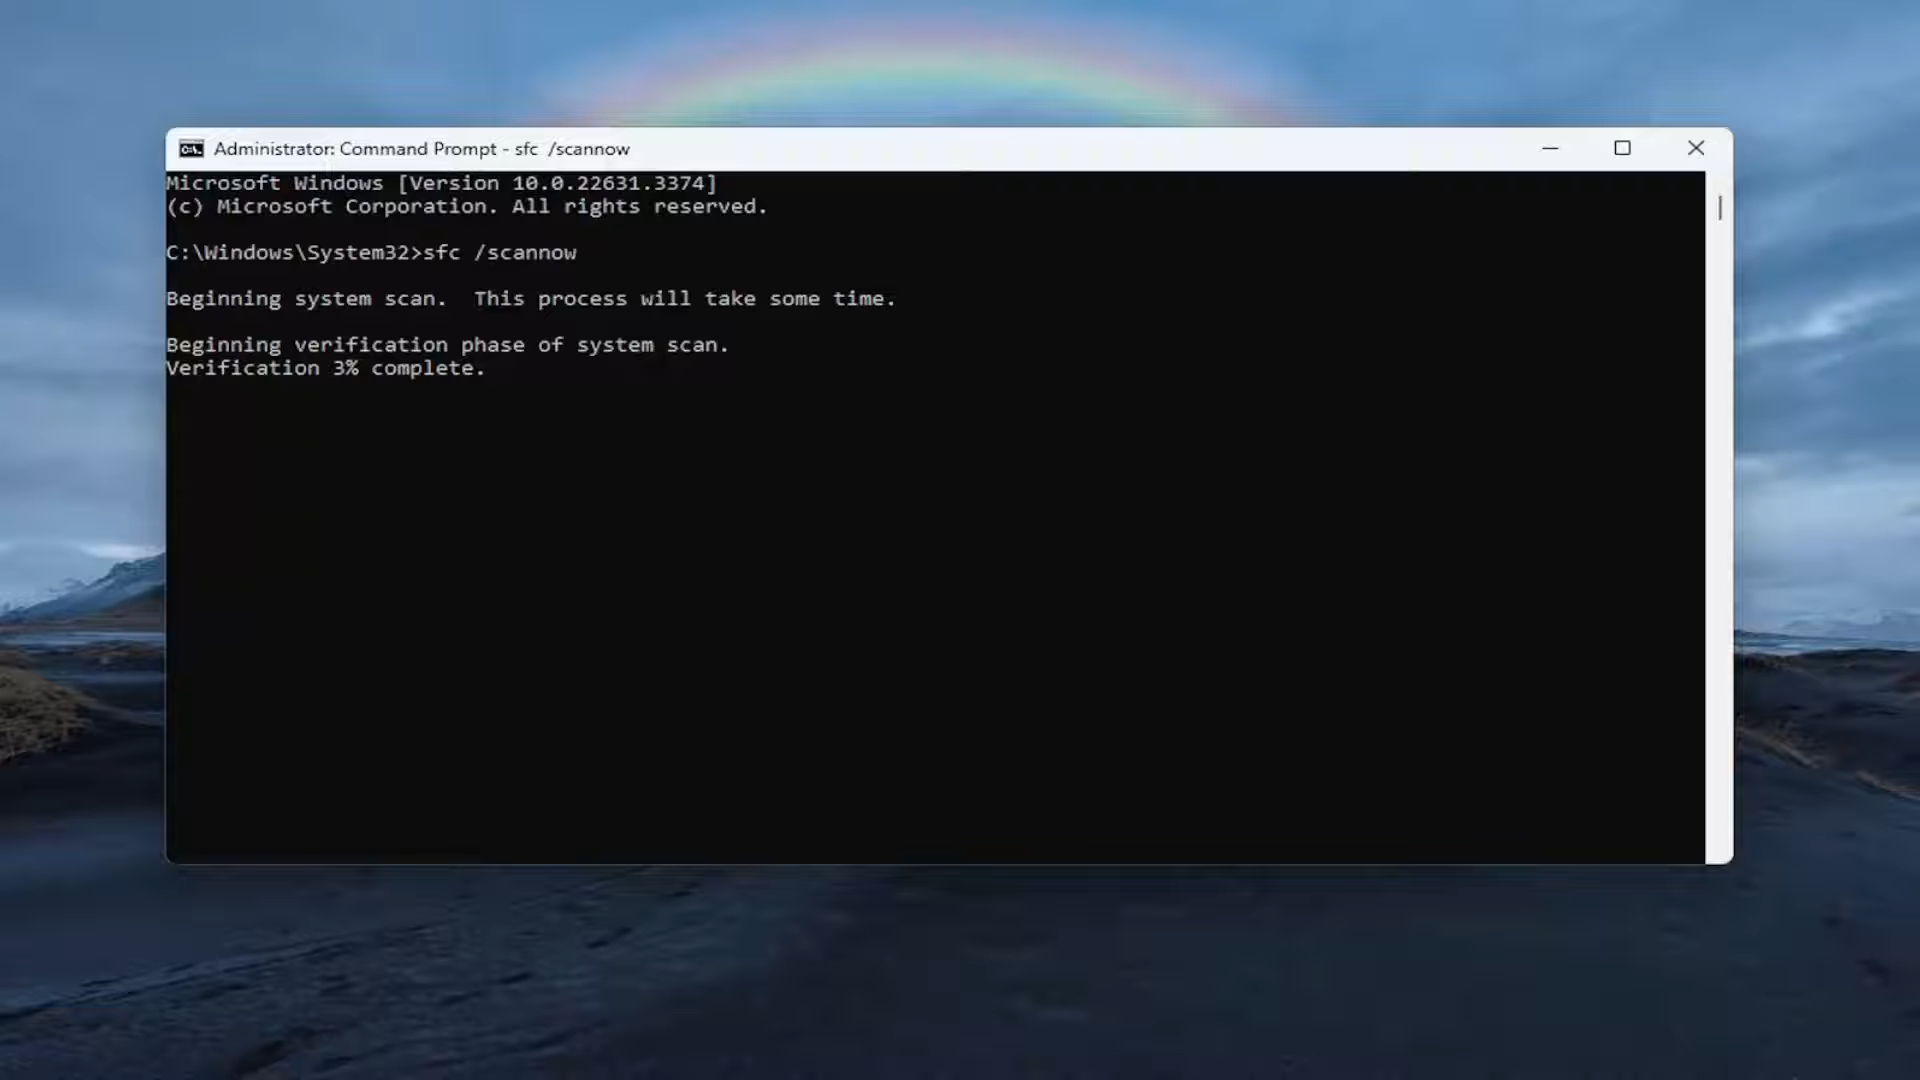 Administrator: Command Prompt - sfc  /scannow
Microsoft Windows [Version 10.0.22631.3374]
(c) Microsoft Corporation. All rights reserved.
C:\Windows\System32>sfc /scannow
Beginning system scan.  This process will take some time.
Beginning verification phase of system scan.
Verification 3% complete.